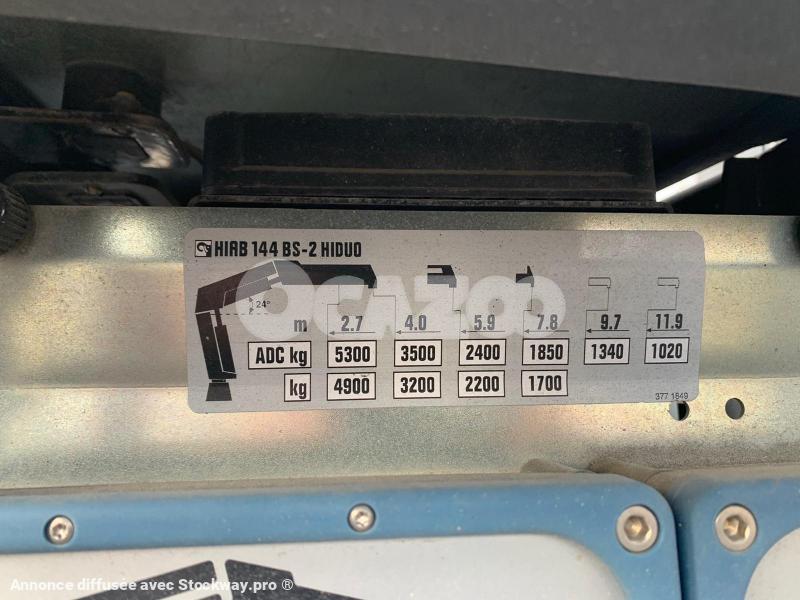 HIAB 144 BS-2 HIDUO
24°
OCAZOO
m 2.7 4.0 5.9 7.8 9.7 11.9
ADC kg 5300 3500 2400 1850 1340 1020
kg 4900 3200 2200 1700
377 1849
Annonce diffusée avec Stockway.pro ®